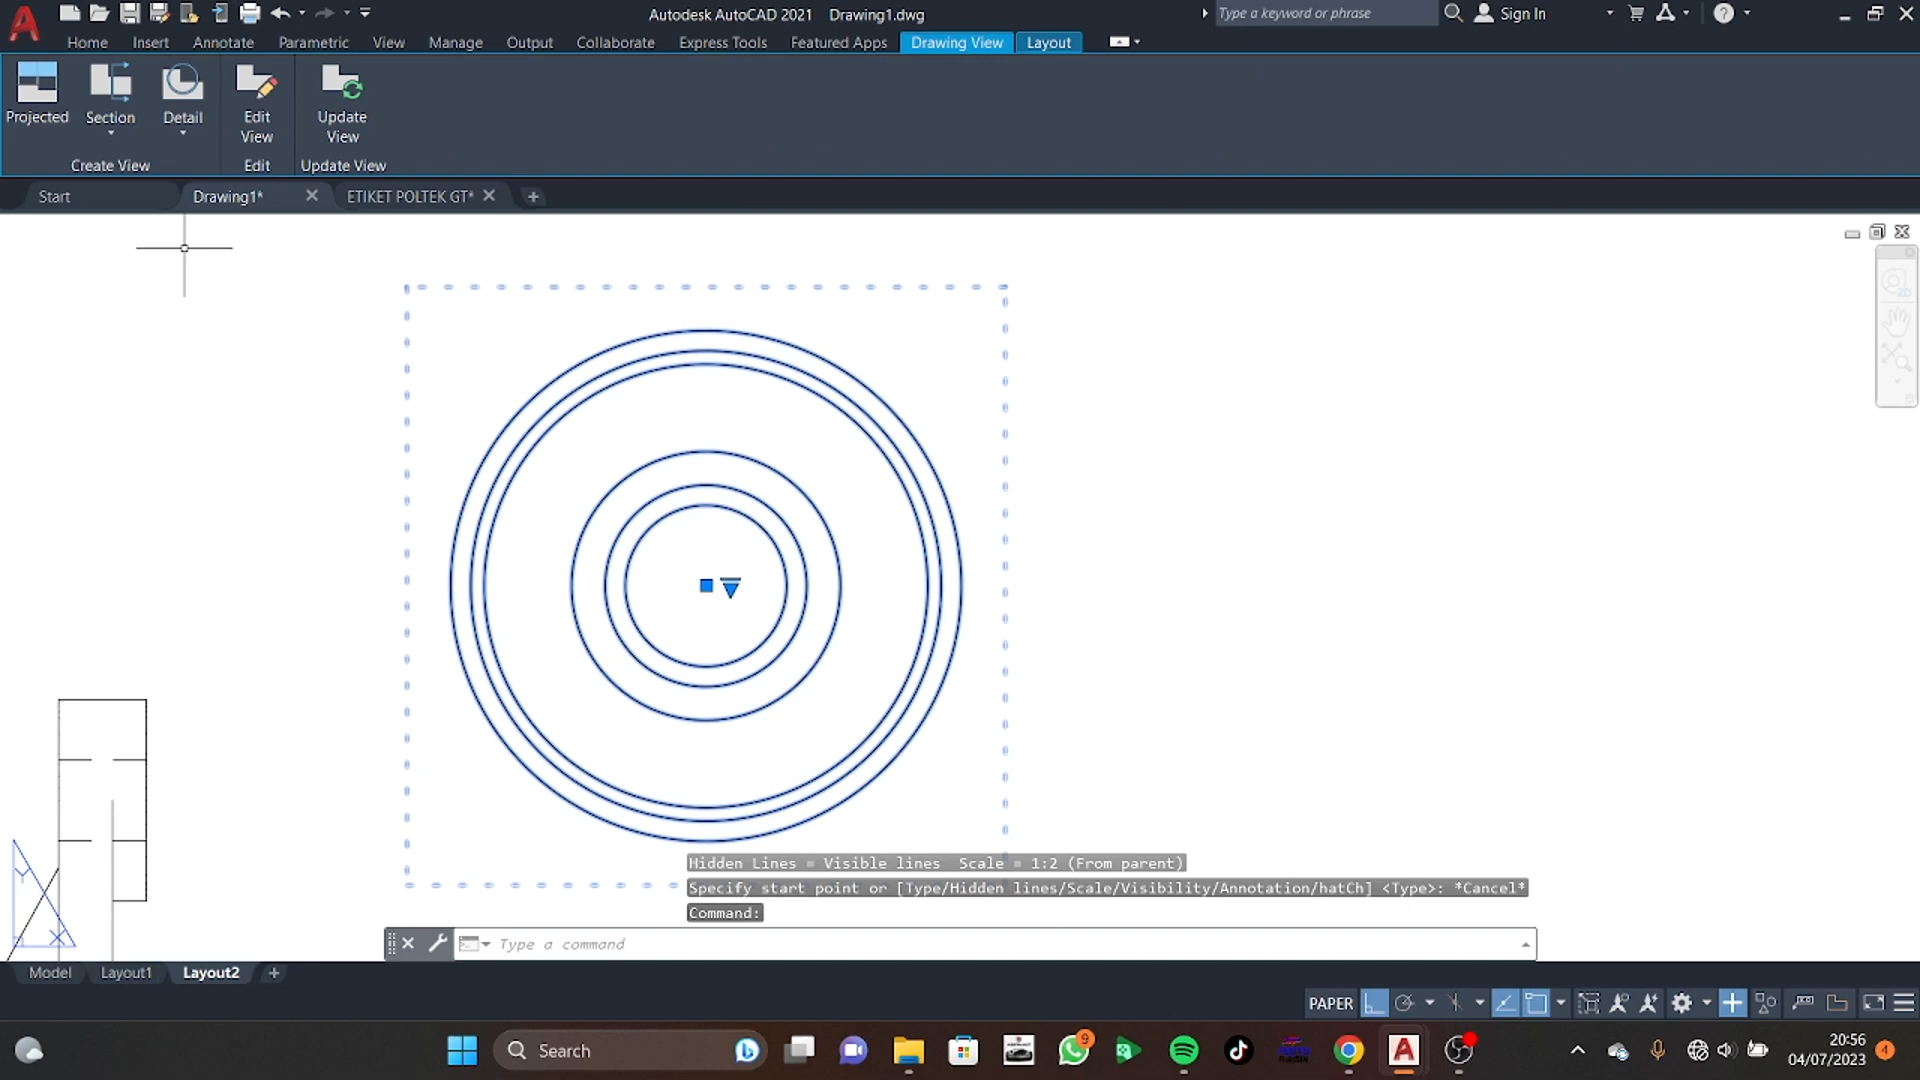 Autodesk AutoCAD 2021 Drawing1.dwg
Type a keyword or phrase
Sign In
Home Insert Annotate Parametric View Manage Output Collaborate Express Tools Featured Apps Drawing View Layout
Projected
Section
Detail
Edit View
Update View
Create View
Edit
Update View
Start
Drawing1*
ETIKET POLTEK GT*
Y
X
Hidden Lines = Visible lines Scale = 1:2 (From parent)
Specify start point or [Type/Hidden lines/Scale/Visibility/Annotation/hatCh] <Type>: *Cancel*
Command:
Type a command
Model Layout1 Layout2
PAPER
Search
9
20:56
04/07/2023
4